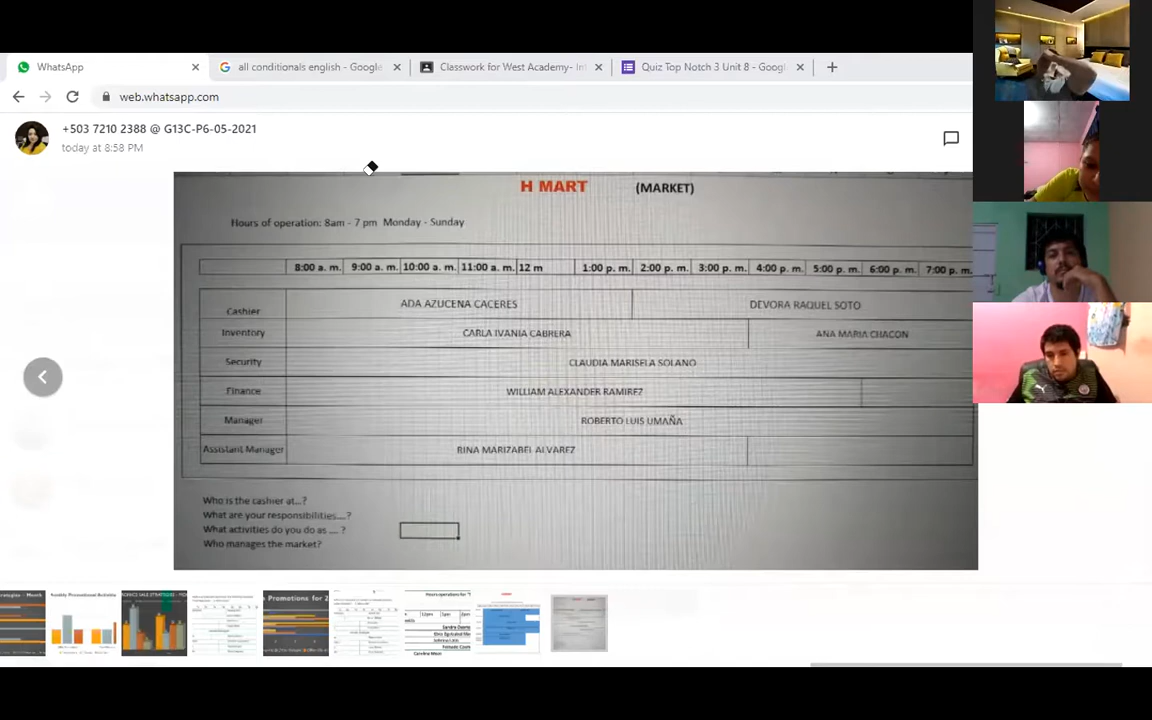 WhatsApp
all conditionals english - Google
Classwork for West Academy- Int
Quiz Top Notch 3 Unit 8 - Googl
web.whatsapp.com
+503 7210 2388 @ G13C-P6-05-2021
today at 8:58 PM
H MART (MARKET)
Hours of operation: 8am - 7 pm Monday - Sunday
8:00 a. m. 9:00 a. m. 10:00 a. m. 11:00 a. m. 12 m 1:00 p. m. 2:00 p. m. 3:00 p. m. 4:00 p. m. 5:00 p. m. 6:00 p. m. 7:00 p. m.
Cashier ADA AZUCENA CACERES DEVORA RAQUEL SOTO
Inventory CARLA IVANIA CABRERA ANA MARIA CHACON
Security CLAUDIA MARISELA SOLANO
Finance WILLIAM ALEXANDER RAMIREZ
Manager ROBERTO LUIS UMAÑA
Assistant Manager RINA MARIZABEL ALVAREZ
Who is the cashier at...?
What are your responsibilities....?
What activities do you do as .... ?
Who manages the market?